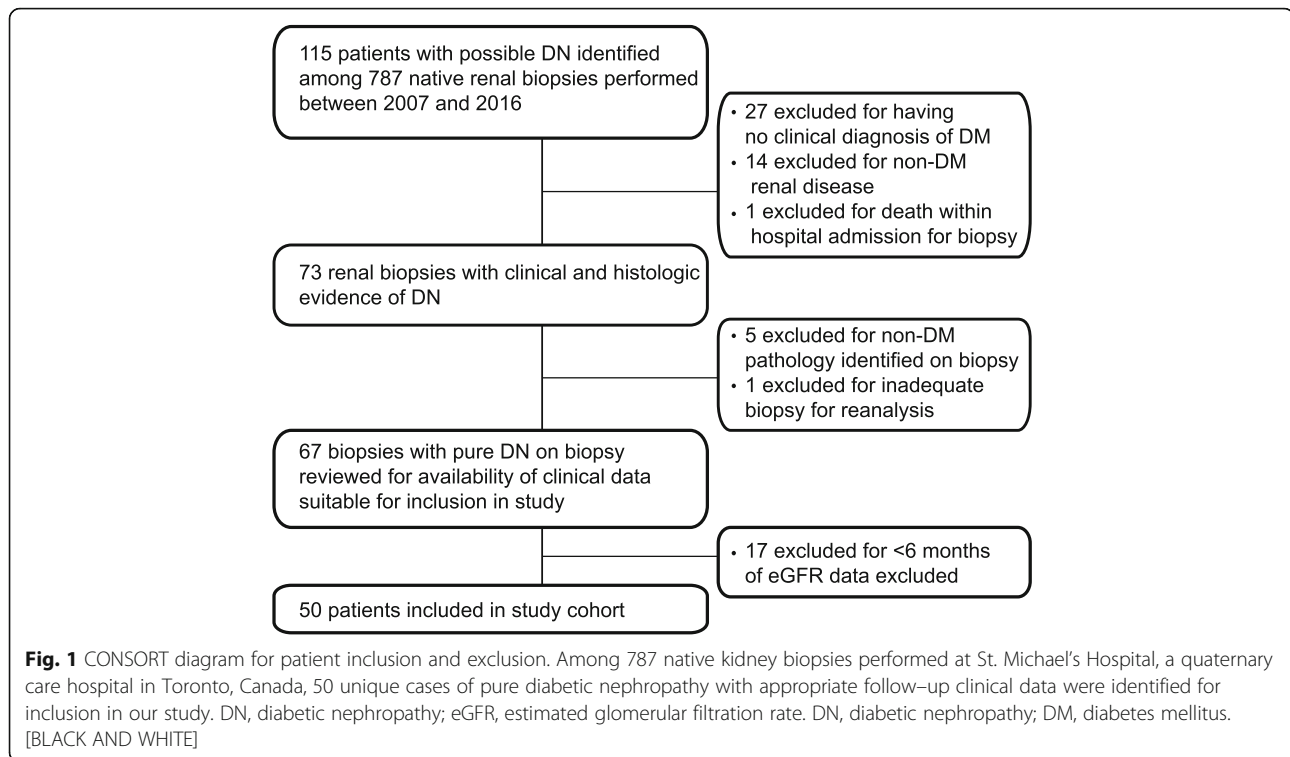 115 patients with possible DN identified
among 787 native renal biopsies performed
between 2007 and 2016
• 27 excluded for having
no clinical diagnosis of DM
• 14 excluded for non-DM
renal disease
• 1 excluded for death within
hospital admission for biopsy
73 renal biopsies with clinical and histologic
evidence of DN
• 5 excluded for non-DM
pathology identified on biopsy
• 1 excluded for inadequate
biopsy for reanalysis
67 biopsies with pure DN on biopsy
reviewed for availability of clinical data
suitable for inclusion in study
• 17 excluded for <6 months
of eGFR data excluded
50 patients included in study cohort
Fig. 1 CONSORT diagram for patient inclusion and exclusion. Among 787 native kidney biopsies performed at St. Michael's Hospital, a quaternary
care hospital in Toronto, Canada, 50 unique cases of pure diabetic nephropathy with appropriate follow–up clinical data were identified for
inclusion in our study. DN, diabetic nephropathy; eGFR, estimated glomerular filtration rate. DN, diabetic nephropathy; DM, diabetes mellitus.
[BLACK AND WHITE]